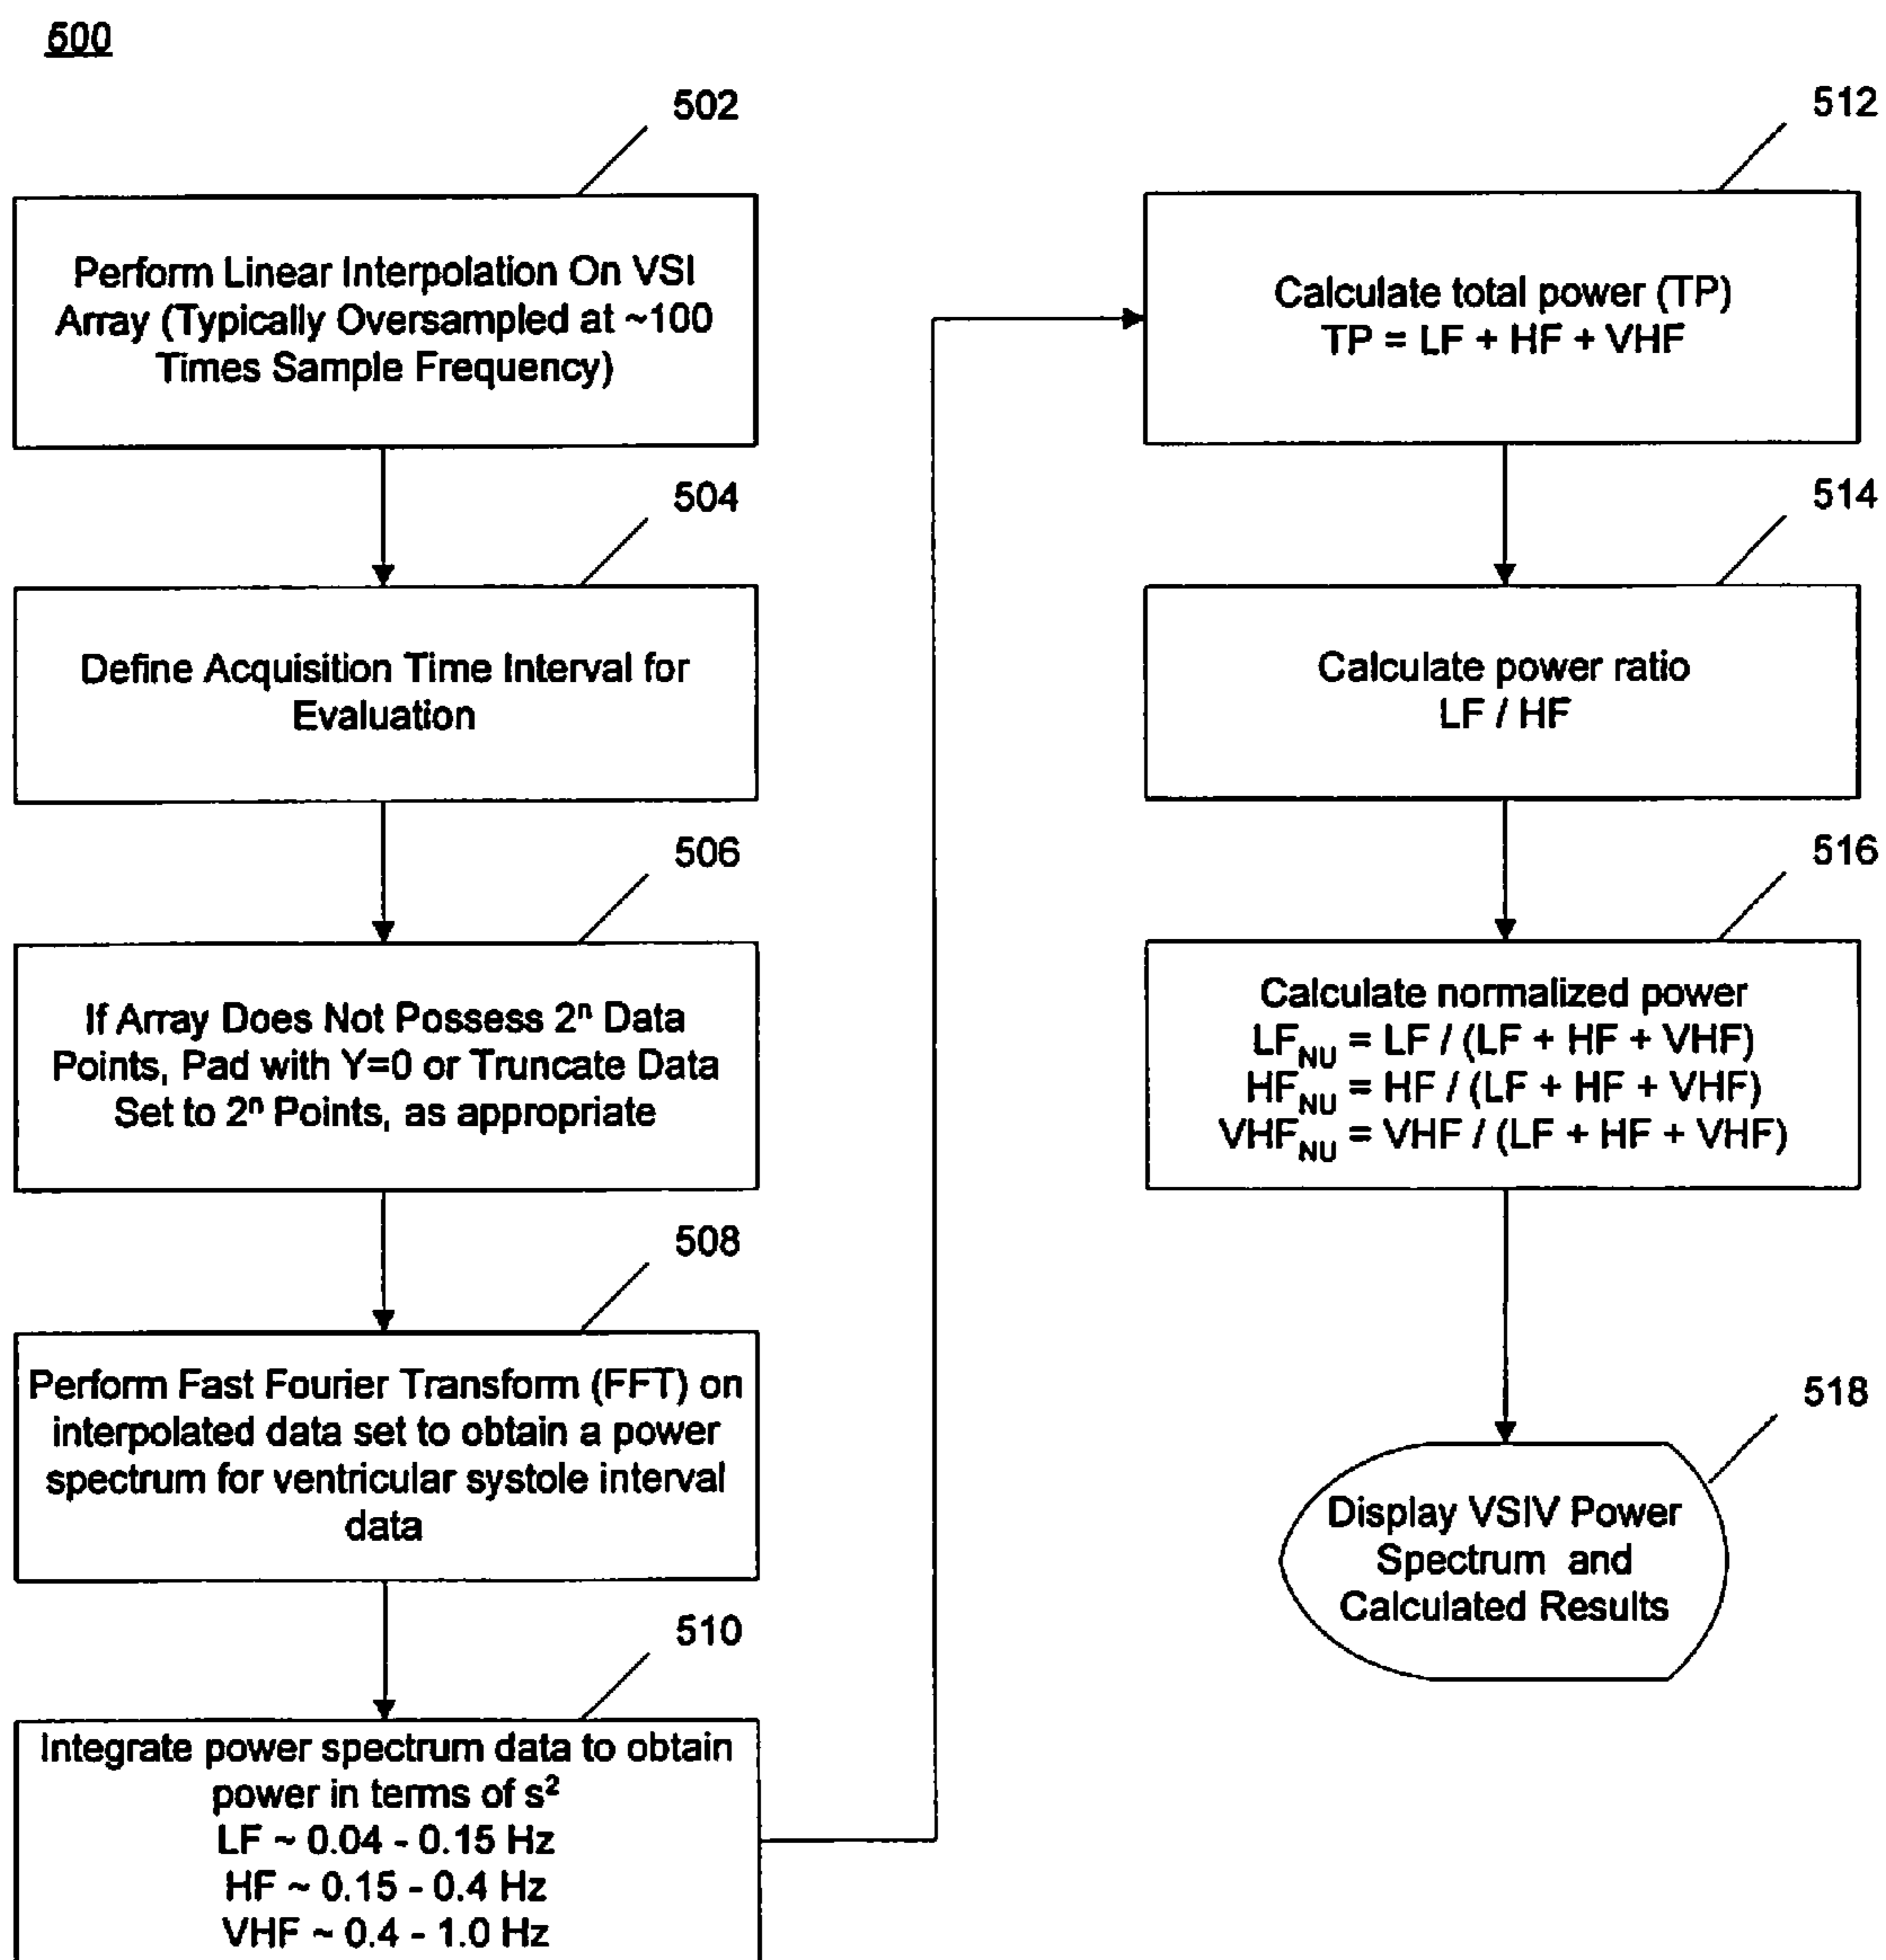 500
502
Perform Linear Interpolation On VSI
Array (Typically Oversampled at ~100
Times Sample Frequency)
504
Define Acquisition Time Interval for
Evaluation
506
If Array Does Not Possess 2ⁿ Data
Points, Pad with Y=0 or Truncate Data
Set to 2ⁿ Points, as appropriate
508
Perform Fast Fourier Transform (FFT) on
interpolated data set to obtain a power
spectrum for ventricular systole interval
data
510
Integrate power spectrum data to obtain
power in terms of s²
LF ~ 0.04 - 0.15 Hz
HF ~ 0.15 - 0.4 Hz
VHF ~ 0.4 - 1.0 Hz
512
Calculate total power (TP)
TP = LF + HF + VHF
514
Calculate power ratio
LF / HF
516
Calculate normalized power
LF_NU = LF / (LF + HF + VHF)
HF_NU = HF / (LF + HF + VHF)
VHF_NU = VHF / (LF + HF + VHF)
518
Display VSIV Power
Spectrum and
Calculated Results